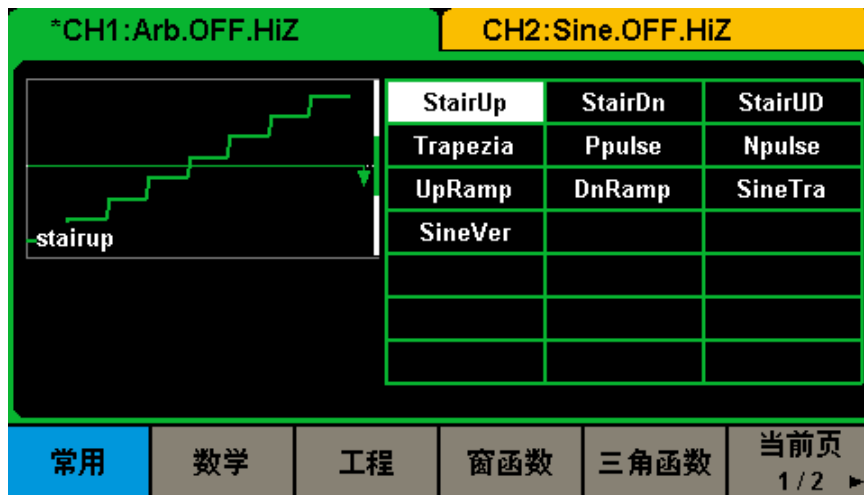 *CH1:Arb.OFF.HiZ
CH2:Sine.OFF.HiZ
StairUp StairDn StairUD
Trapezia Ppulse Npulse
UpRamp DnRamp SineTra
SineVer
stairup
常用 数学 工程 窗函数 三角函数 当前页
1/2